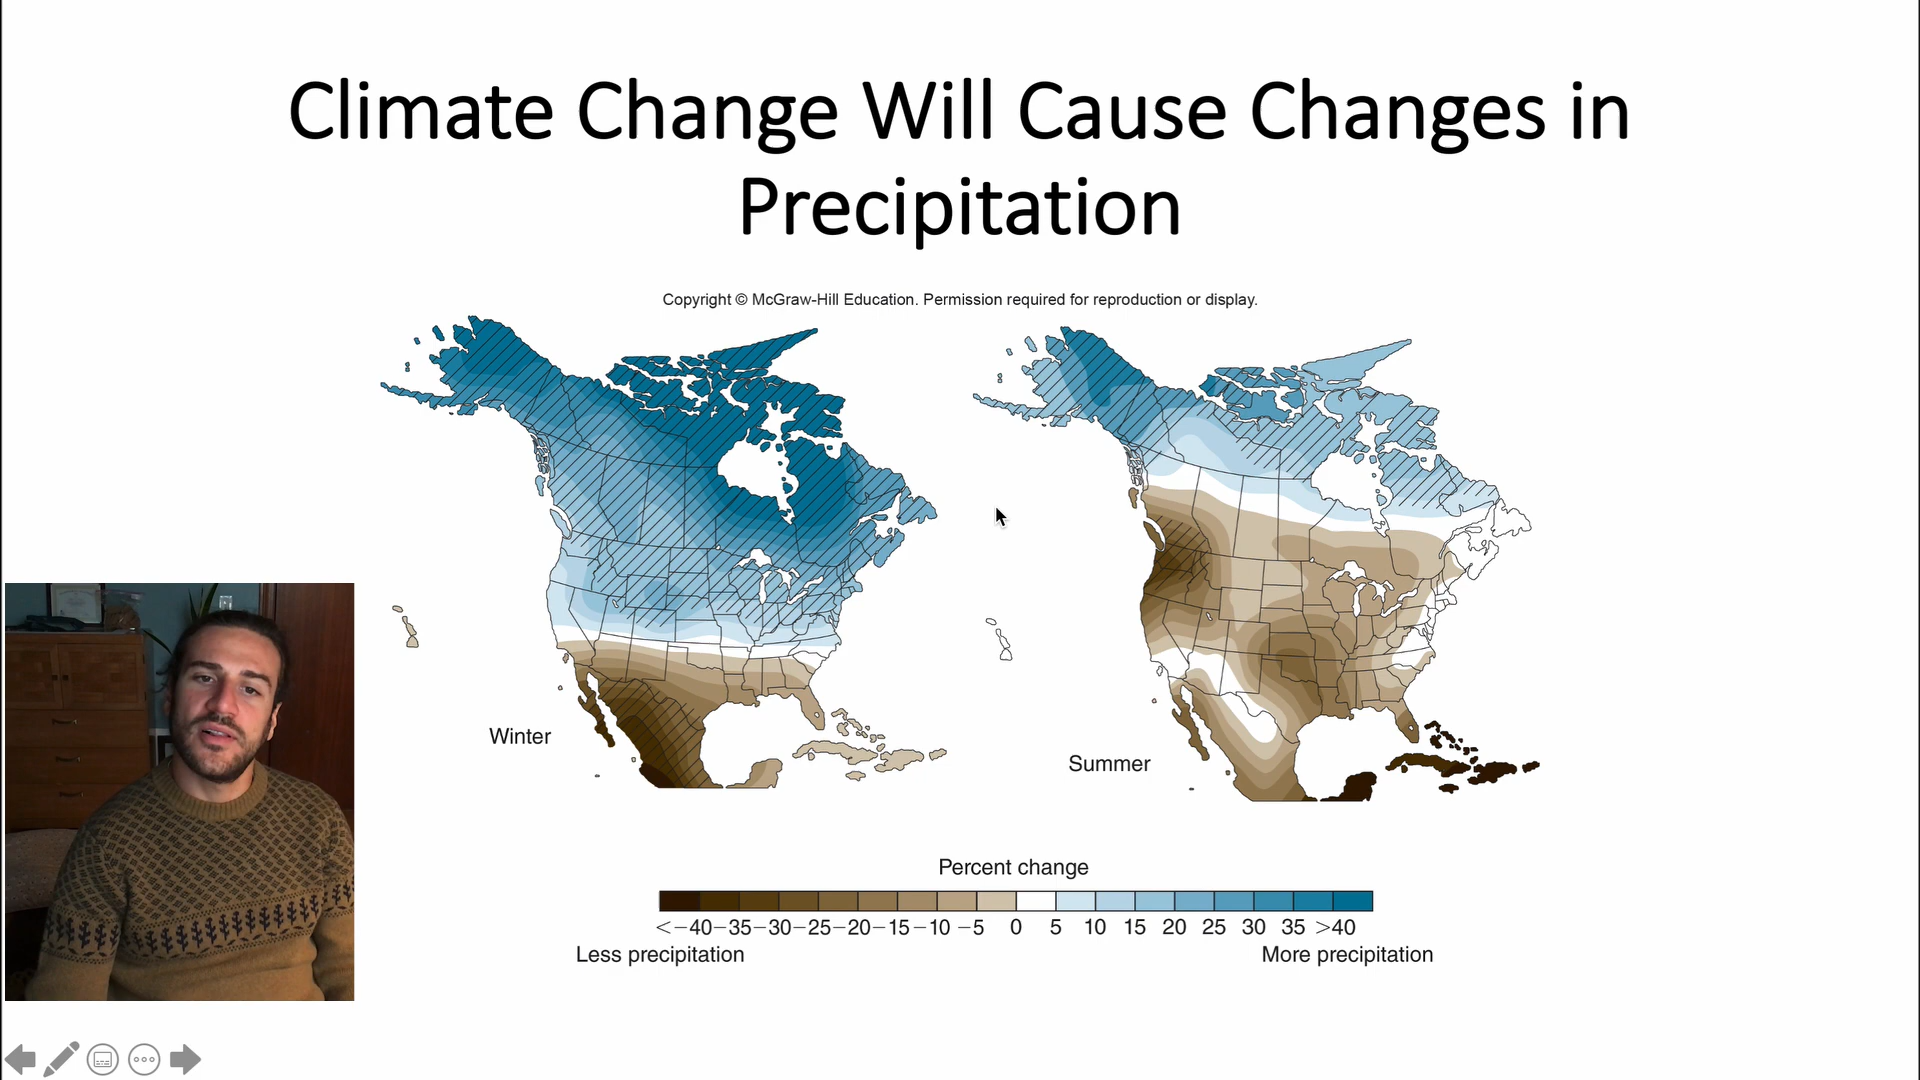 Climate Change Will Cause Changes in
Precipitation
Copyright © McGraw-Hill Education. Permission required for reproduction or display.
Winter
Summer
Percent change
<−40 −35 −30 −25 −20 −15 −10 −5 0 5 10 15 20 25 30 35 >40
Less precipitation More precipitation